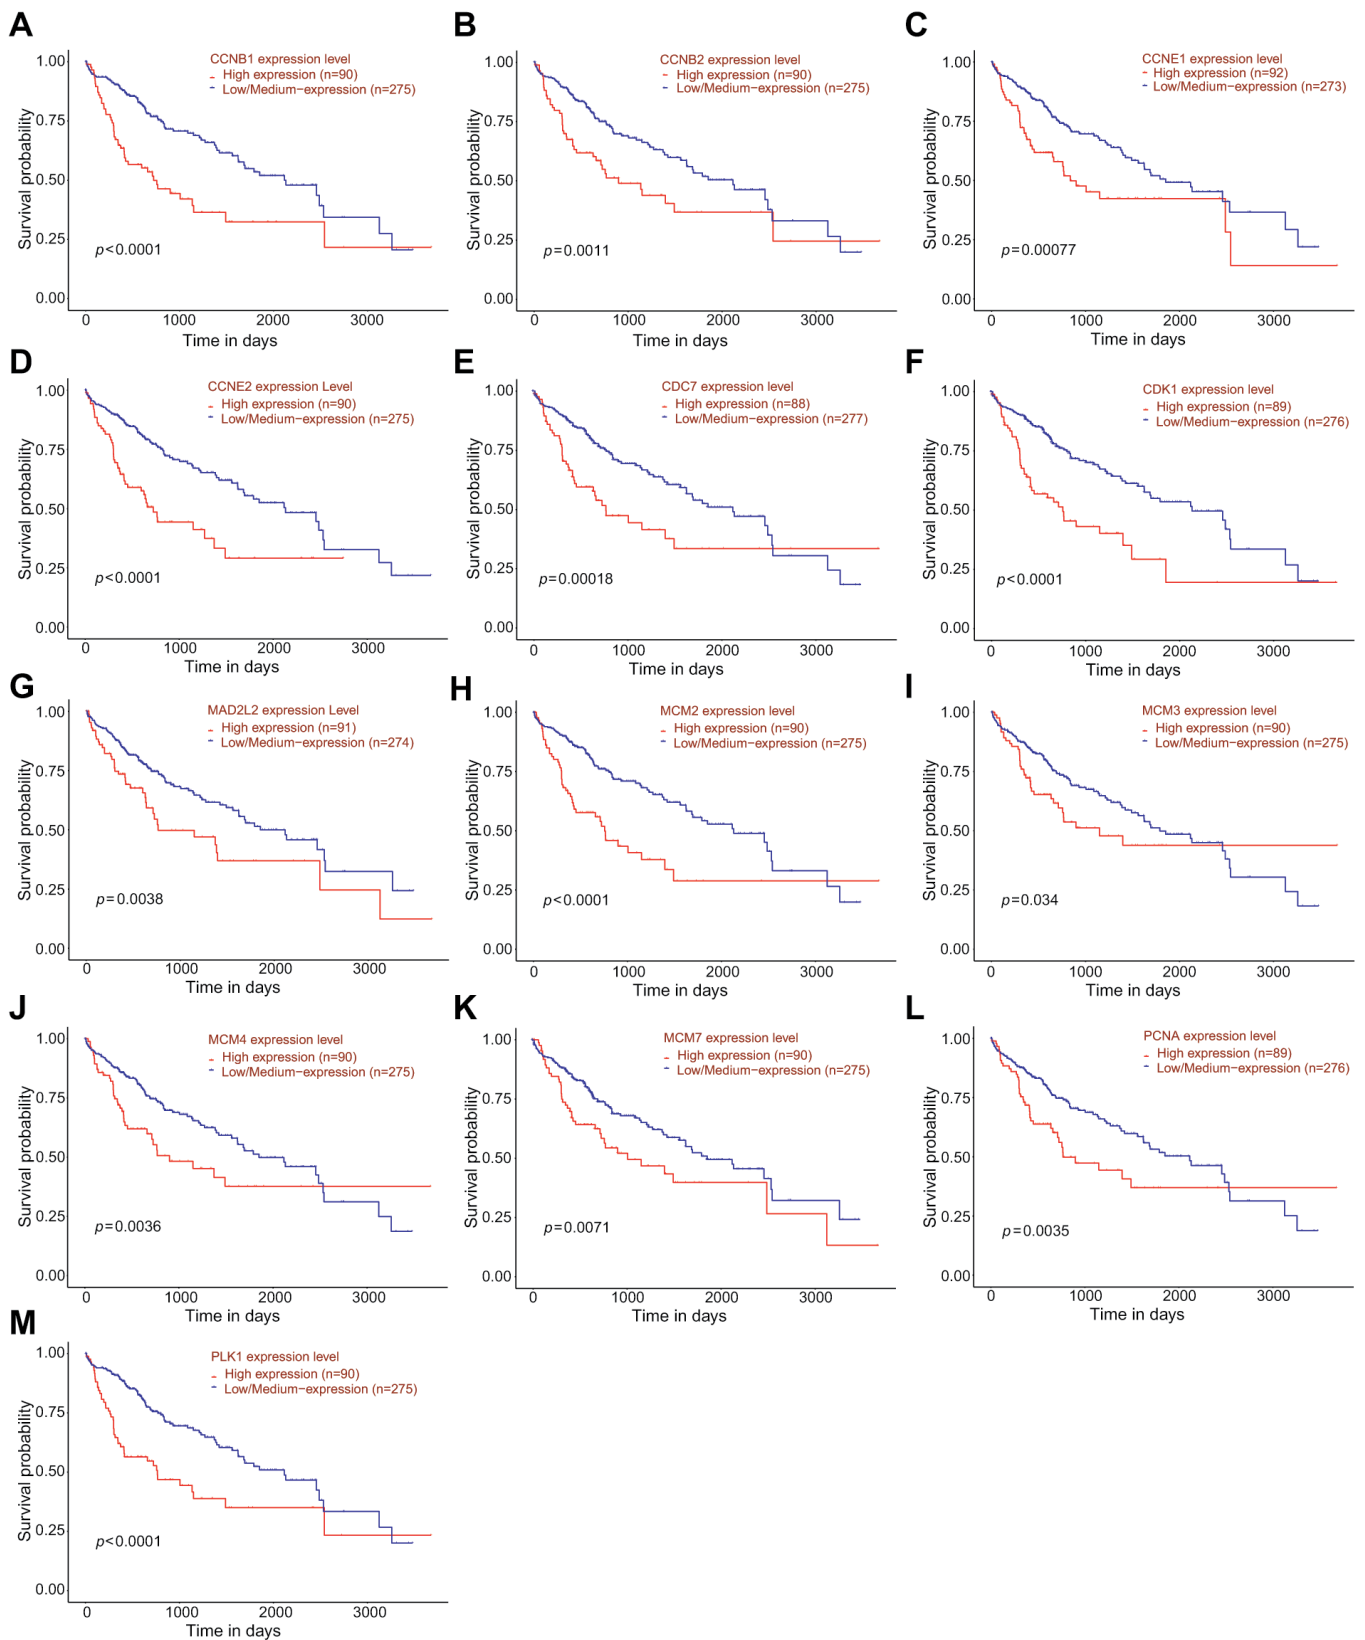 A
CCNB1 expression level
High expression (n=90)
Low/Medium-expression (n=275)
Survival probability
1.00
0.75
0.50
0.25
0.00
p<0.0001
0 1000 2000 3000
Time in days
B
CCNB2 expression level
High expression (n=90)
Low/Medium-expression (n=275)
Survival probability
1.00
0.75
0.50
0.25
0.00
p=0.0011
0 1000 2000 3000
Time in days
C
CCNE1 expression level
High expression (n=92)
Low/Medium-expression (n=273)
Survival probability
1.00
0.75
0.50
0.25
0.00
p=0.00077
0 1000 2000 3000
Time in days
D
CCNE2 expression Level
High expression (n=90)
Low/Medium-expression (n=275)
Survival probability
1.00
0.75
0.50
0.25
0.00
p<0.0001
0 1000 2000 3000
Time in days
E
CDC7 expression level
High expression (n=88)
Low/Medium-expression (n=277)
Survival probability
1.00
0.75
0.50
0.25
0.00
p=0.00018
0 1000 2000 3000
Time in days
F
CDK1 expression level
High expression (n=89)
Low/Medium-expression (n=276)
Survival probability
1.00
0.75
0.50
0.25
0.00
p<0.0001
0 1000 2000 3000
Time in days
G
MAD2L2 expression Level
High expression (n=91)
Low/Medium-expression (n=274)
Survival probability
1.00
0.75
0.50
0.25
0.00
p=0.0038
0 1000 2000 3000
Time in days
H
MCM2 expression level
High expression (n=90)
Low/Medium-expression (n=275)
Survival probability
1.00
0.75
0.50
0.25
0.00
p<0.0001
0 1000 2000 3000
Time in days
I
MCM3 expression level
High expression (n=90)
Low/Medium-expression (n=275)
Survival probability
1.00
0.75
0.50
0.25
0.00
p=0.034
0 1000 2000 3000
Time in days
J
MCM4 expression level
High expression (n=90)
Low/Medium-expression (n=275)
Survival probability
1.00
0.75
0.50
0.25
0.00
p=0.0036
0 1000 2000 3000
Time in days
K
MCM7 expression level
High expression (n=90)
Low/Medium-expression (n=275)
Survival probability
1.00
0.75
0.50
0.25
0.00
p=0.0071
0 1000 2000 3000
Time in days
L
PCNA expression level
High expression (n=89)
Low/Medium-expression (n=276)
Survival probability
1.00
0.75
0.50
0.25
0.00
p=0.0035
0 1000 2000 3000
Time in days
M
PLK1 expression level
High expression (n=90)
Low/Medium-expression (n=275)
Survival probability
1.00
0.75
0.50
0.25
0.00
p<0.0001
0 1000 2000 3000
Time in days